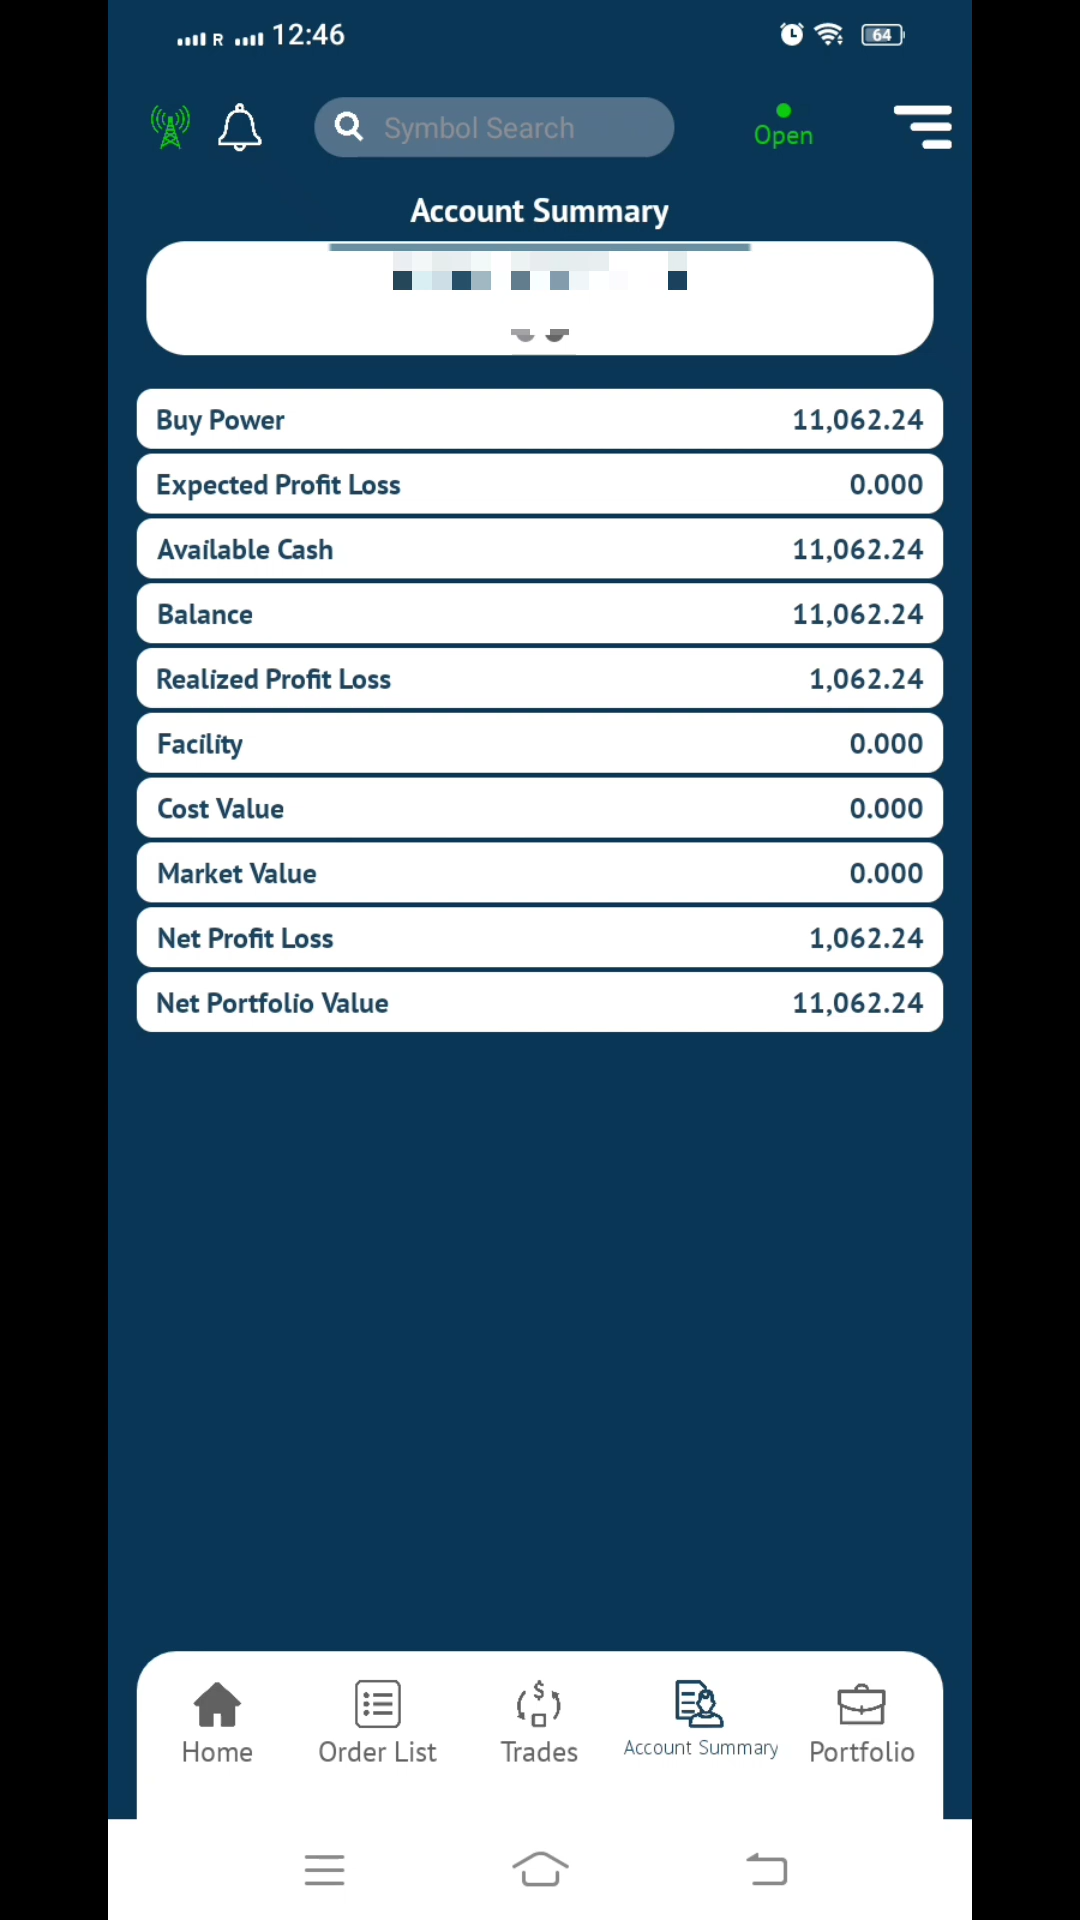 R 12:46 64
Symbol Search
Open
Account Summary
Buy Power 11,062.24
Expected Profit Loss 0.000
Available Cash 11,062.24
Balance 11,062.24
Realized Profit Loss 1,062.24
Facility 0.000
Cost Value 0.000
Market Value 0.000
Net Profit Loss 1,062.24
Net Portfolio Value 11,062.24
Home Order List Trades Account Summary Portfolio